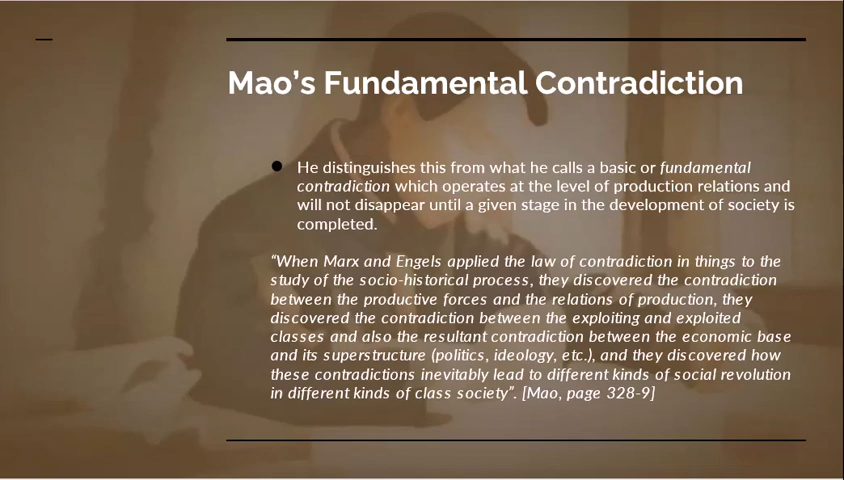 Mao's Fundamental Contradiction
● He distinguishes this from what he calls a basic or fundamental
contradiction which operates at the level of production relations and
will not disappear until a given stage in the development of society is
completed.
“When Marx and Engels applied the law of contradiction in things to the
study of the socio-historical process, they discovered the contradiction
between the productive forces and the relations of production, they
discovered the contradiction between the exploiting and exploited
classes and also the resultant contradiction between the economic base
and its superstructure (politics, ideology, etc.), and they discovered how
these contradictions inevitably lead to different kinds of social revolution
in different kinds of class society”. [Mao, page 328-9]